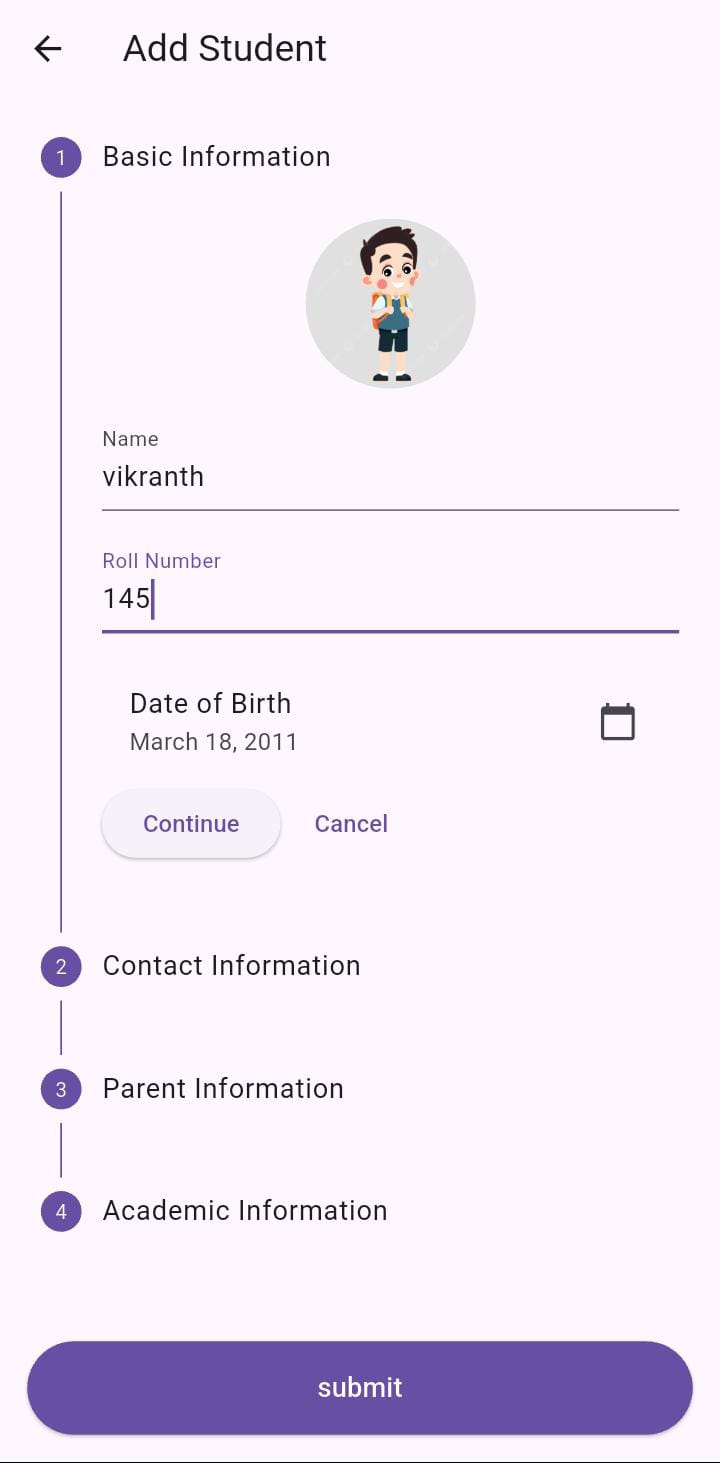 Add Student
1 Basic Information
Name
vikranth
Roll Number
145
Date of Birth
March 18, 2011
Continue Cancel
2 Contact Information
3 Parent Information
4 Academic Information
submit